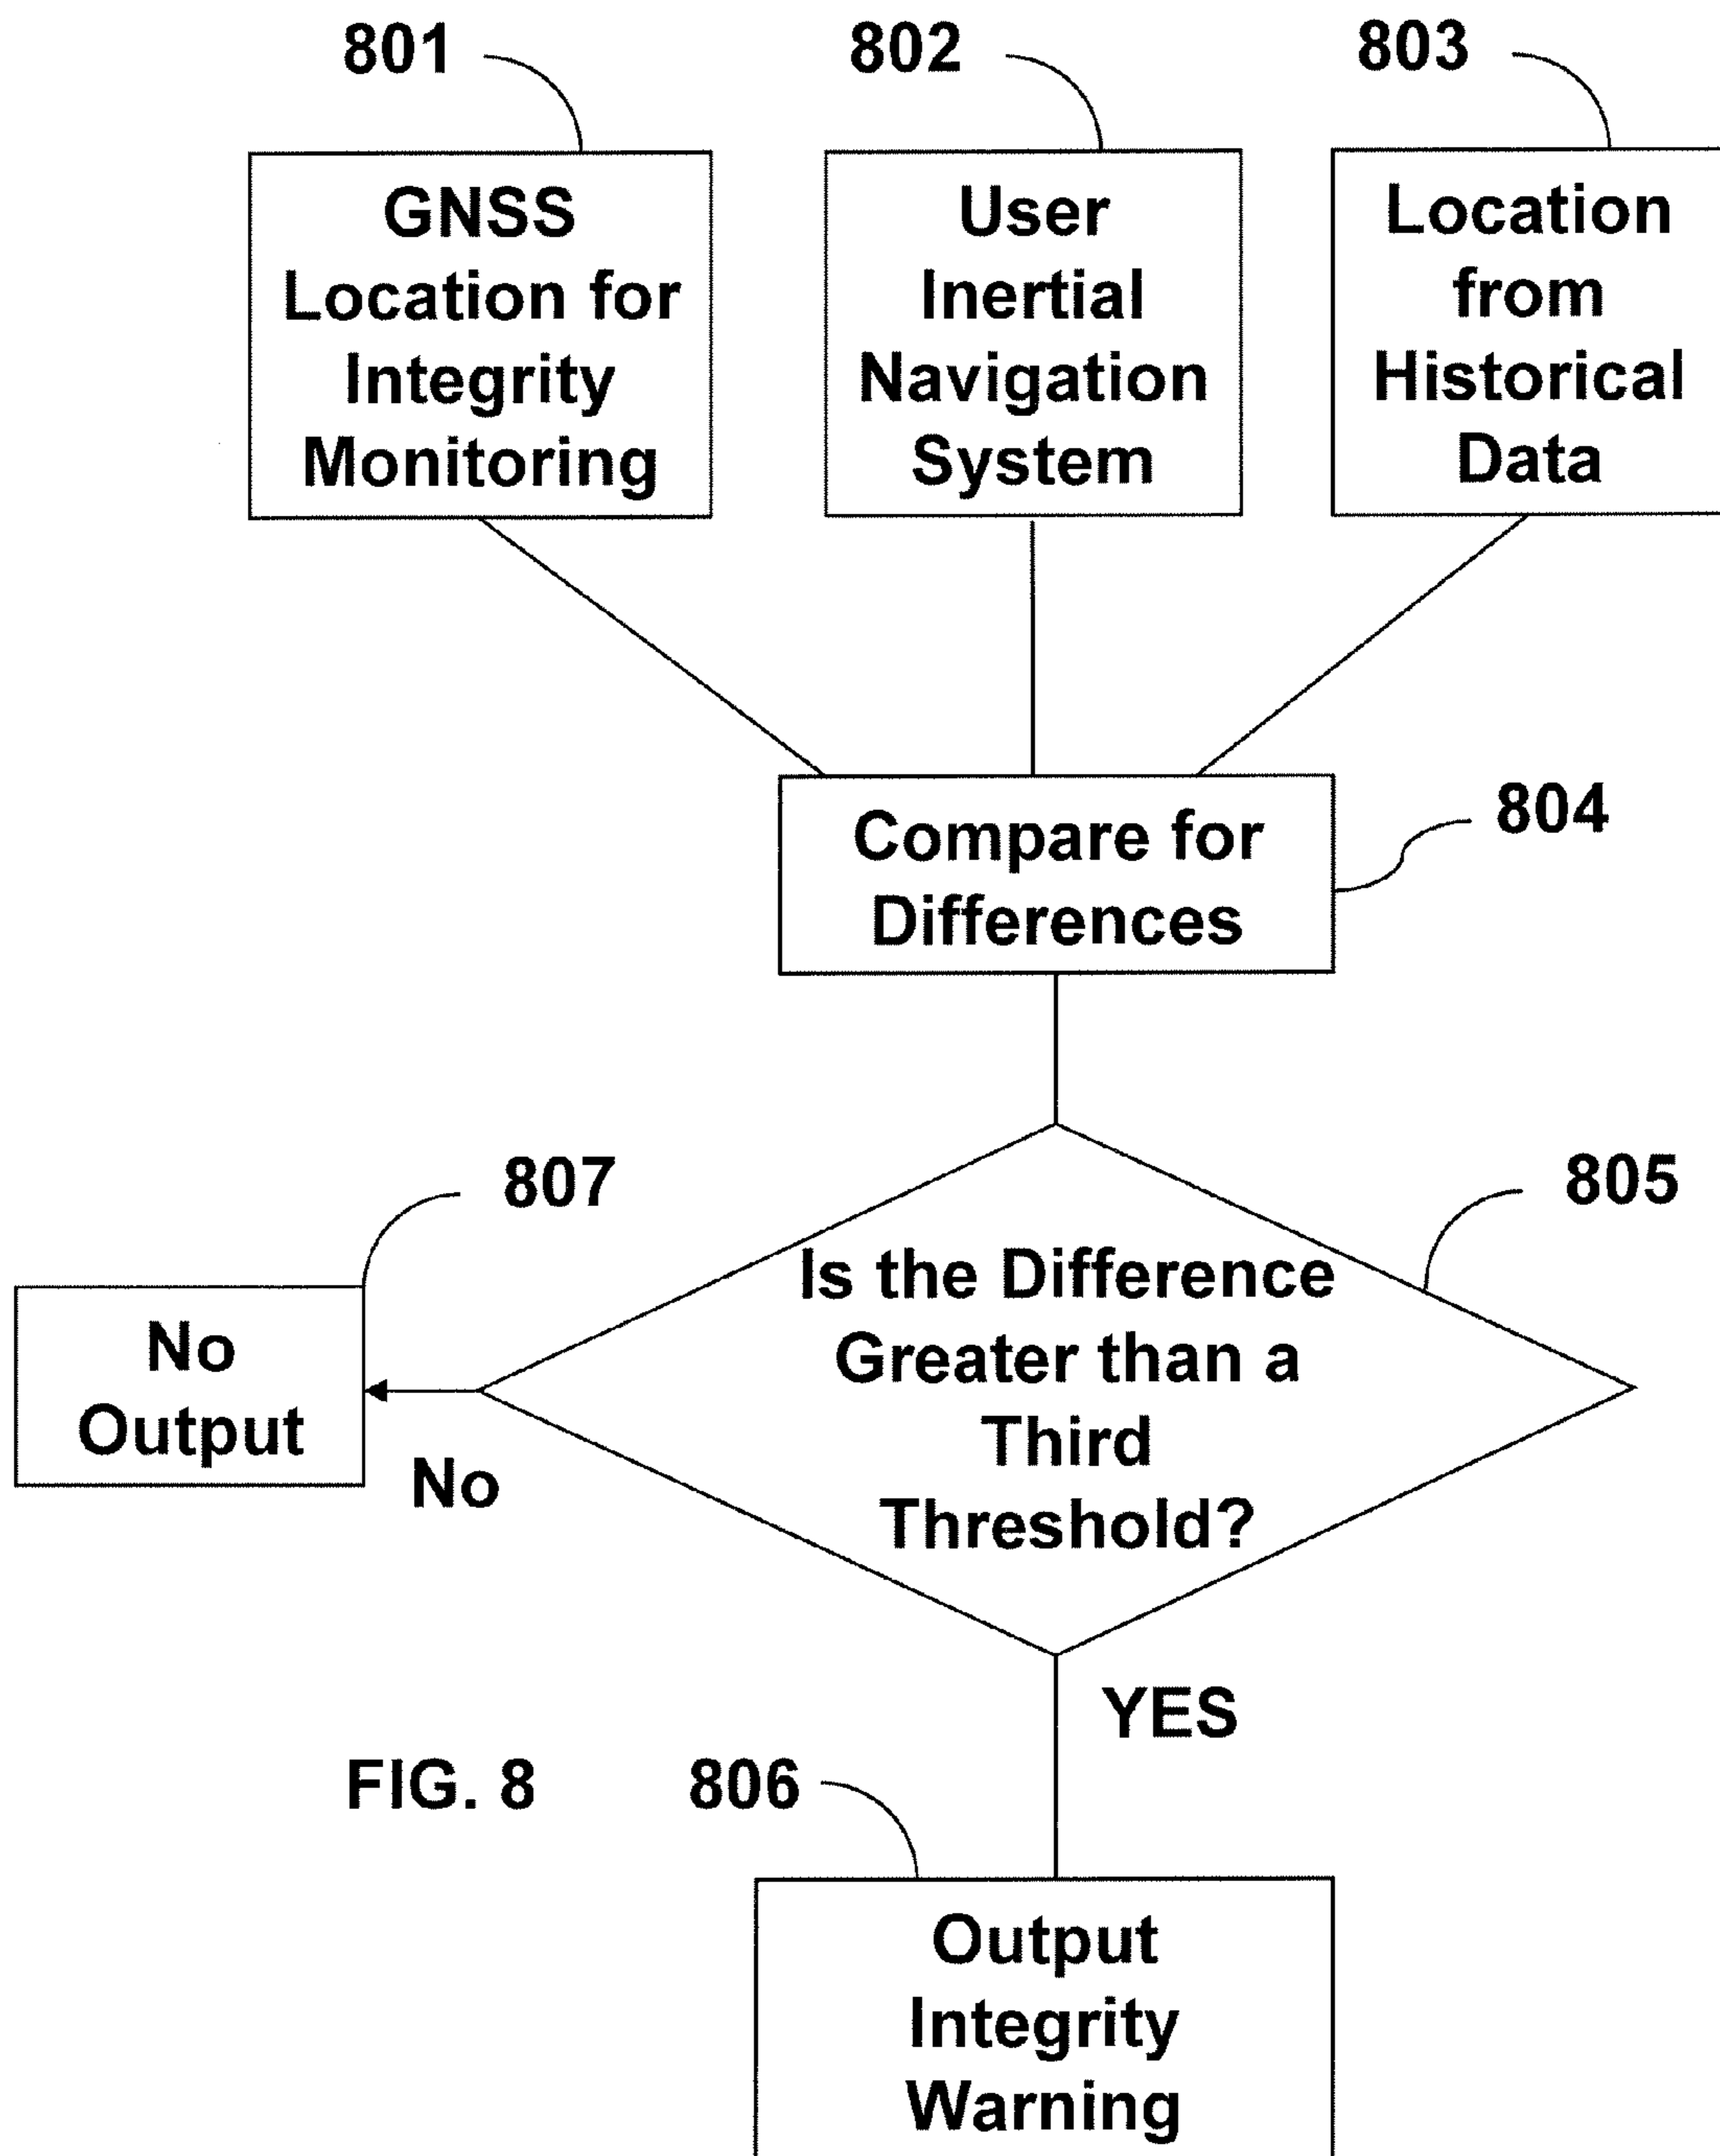 801
802
803
GNSS
Location for
Integrity
Monitoring
User
Inertial
Navigation
System
Location
from
Historical
Data
Compare for
Differences
804
807
805
No
Output
No
Is the Difference
Greater than a
Third
Threshold?
YES
FIG. 8
806
Output
Integrity
Warning